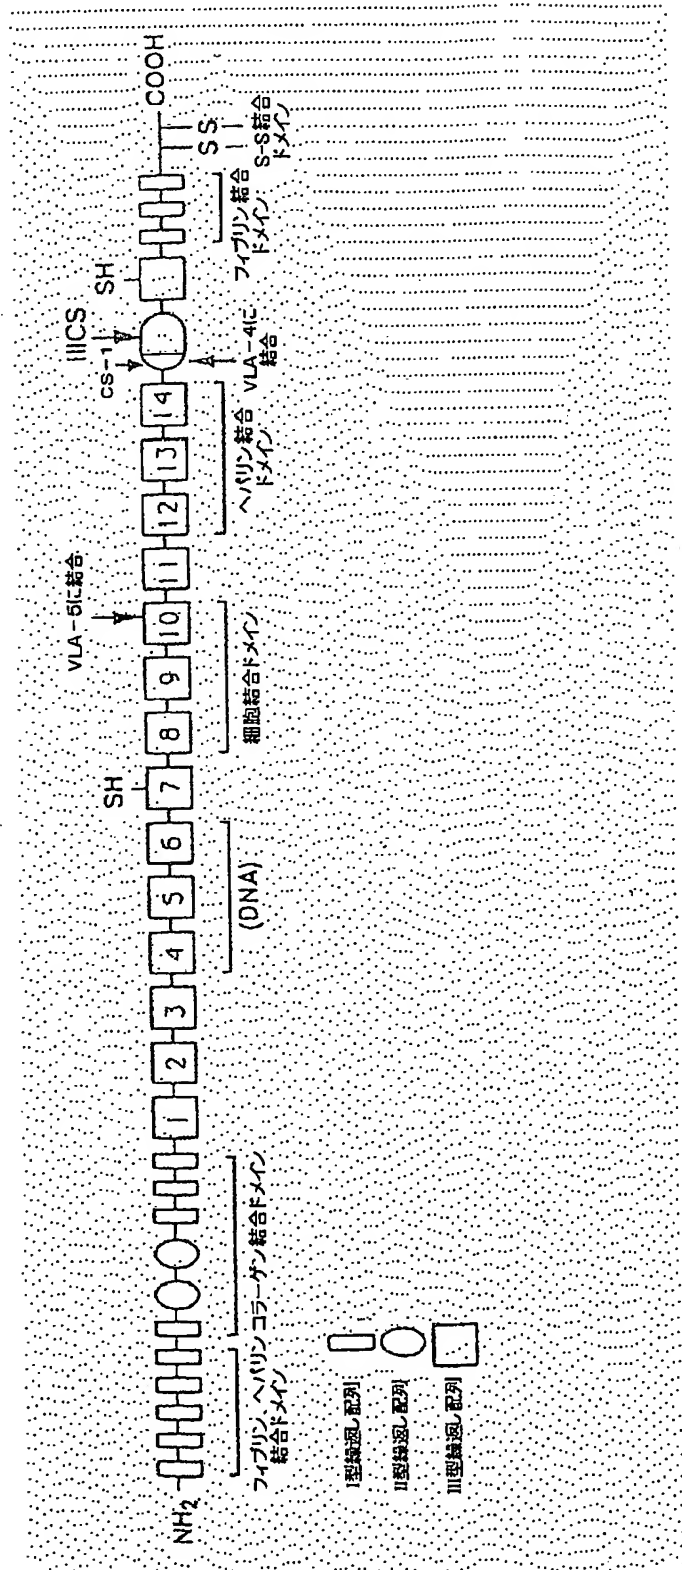 NH2
COOH
SH
SH
S S
S S
IIICS
CS-1
VLA-5に結合
VLA-4に
結合
1
2
3
4
5
6
7
8
9
10
11
12
13
14
フィブリン、ヘパリン
結合ドメイン
コラーゲン結合ドメイン
(DNA)
細胞結合ドメイン
ヘパリン結合
ドメイン
フィブリン結合
ドメイン
S-S結合
ドメイン
I型繰返し配列
II型繰返し配列
III型繰返し配列